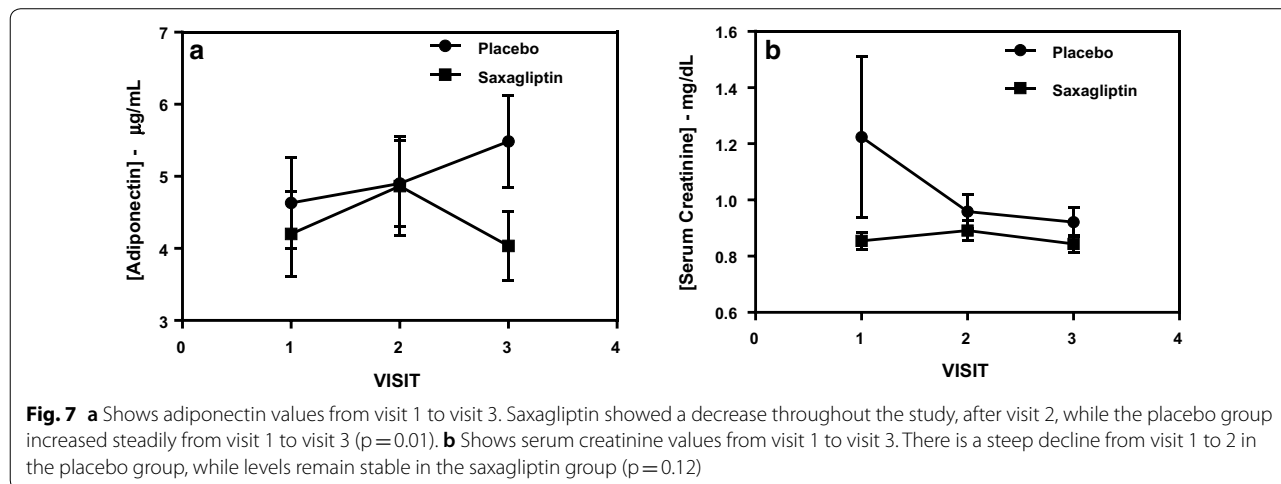 a
Placebo
Saxagliptin
[Adiponectin] - μg/mL
7
6
5
4
3
0 1 2 3 4
VISIT
b
Placebo
Saxagliptin
[Serum Creatinine] - mg/dL
1.6
1.4
1.2
1.0
0.8
0.6
0 1 2 3 4
VISIT
Fig. 7 a Shows adiponectin values from visit 1 to visit 3. Saxagliptin showed a decrease throughout the study, after visit 2, while the placebo group
increased steadily from visit 1 to visit 3 (p = 0.01). b Shows serum creatinine values from visit 1 to visit 3. There is a steep decline from visit 1 to 2 in
the placebo group, while levels remain stable in the saxagliptin group (p = 0.12)